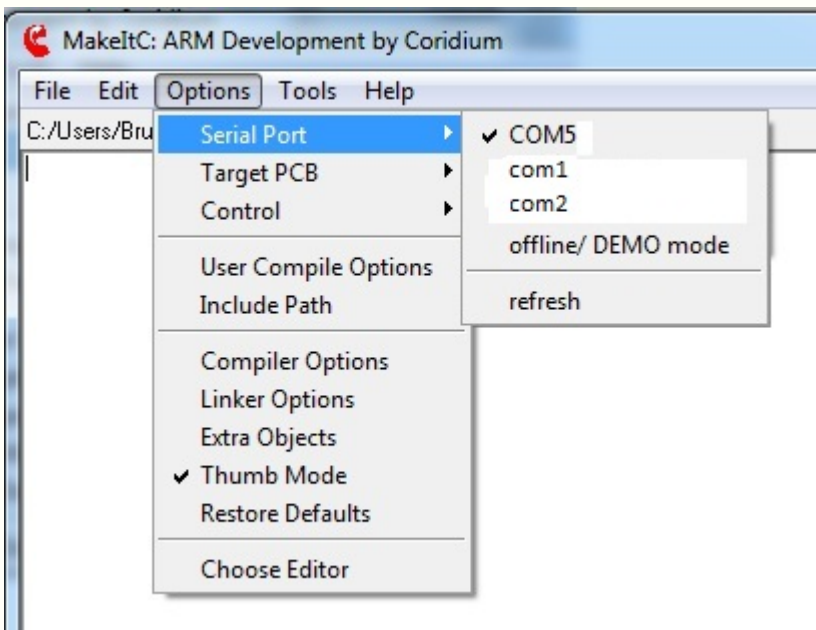 MakeItC: ARM Development by Coridium
File Edit Options Tools Help
C:/Users/Bru
Serial Port
Target PCB
Control
User Compile Options
Include Path
Compiler Options
Linker Options
Extra Objects
Thumb Mode
Restore Defaults
Choose Editor
COM5
com1
com2
offline/ DEMO mode
refresh